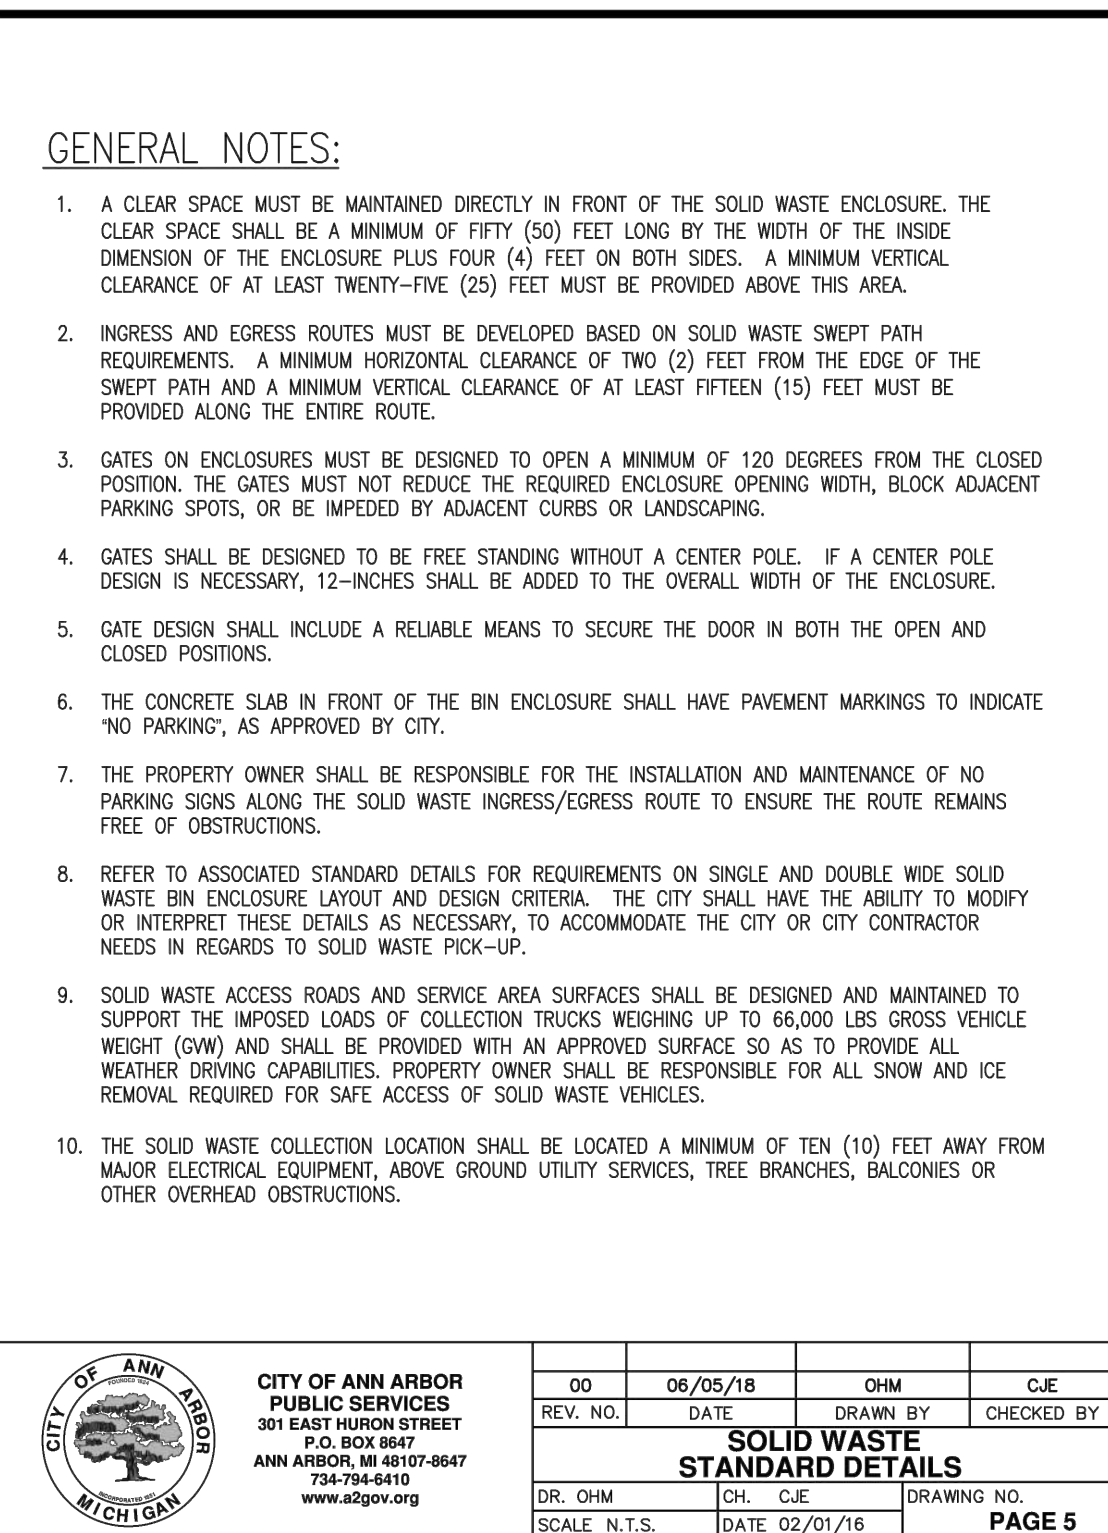 GENERAL NOTES:
1. A CLEAR SPACE MUST BE MAINTAINED DIRECTLY IN FRONT OF THE SOLID WASTE ENCLOSURE. THE
CLEAR SPACE SHALL BE A MINIMUM OF FIFTY (50) FEET LONG BY THE WIDTH OF THE INSIDE
DIMENSION OF THE ENCLOSURE PLUS FOUR (4) FEET ON BOTH SIDES. A MINIMUM VERTICAL
CLEARANCE OF AT LEAST TWENTY-FIVE (25) FEET MUST BE PROVIDED ABOVE THIS AREA.
2. INGRESS AND EGRESS ROUTES MUST BE DEVELOPED BASED ON SOLID WASTE SWEPT PATH
REQUIREMENTS. A MINIMUM HORIZONTAL CLEARANCE OF TWO (2) FEET FROM THE EDGE OF THE
SWEPT PATH AND A MINIMUM VERTICAL CLEARANCE OF AT LEAST FIFTEEN (15) FEET MUST BE
PROVIDED ALONG THE ENTIRE ROUTE.
3. GATES ON ENCLOSURES MUST BE DESIGNED TO OPEN A MINIMUM OF 120 DEGREES FROM THE CLOSED
POSITION. THE GATES MUST NOT REDUCE THE REQUIRED ENCLOSURE OPENING WIDTH, BLOCK ADJACENT
PARKING SPOTS, OR BE IMPEDED BY ADJACENT CURBS OR LANDSCAPING.
4. GATES SHALL BE DESIGNED TO BE FREE STANDING WITHOUT A CENTER POLE. IF A CENTER POLE
DESIGN IS NECESSARY, 12-INCHES SHALL BE ADDED TO THE OVERALL WIDTH OF THE ENCLOSURE.
5. GATE DESIGN SHALL INCLUDE A RELIABLE MEANS TO SECURE THE DOOR IN BOTH THE OPEN AND
CLOSED POSITIONS.
6. THE CONCRETE SLAB IN FRONT OF THE BIN ENCLOSURE SHALL HAVE PAVEMENT MARKINGS TO INDICATE
"NO PARKING", AS APPROVED BY CITY.
7. THE PROPERTY OWNER SHALL BE RESPONSIBLE FOR THE INSTALLATION AND MAINTENANCE OF NO
PARKING SIGNS ALONG THE SOLID WASTE INGRESS/EGRESS ROUTE TO ENSURE THE ROUTE REMAINS
FREE OF OBSTRUCTIONS.
8. REFER TO ASSOCIATED STANDARD DETAILS FOR REQUIREMENTS ON SINGLE AND DOUBLE WIDE SOLID
WASTE BIN ENCLOSURE LAYOUT AND DESIGN CRITERIA. THE CITY SHALL HAVE THE ABILITY TO MODIFY
OR INTERPRET THESE DETAILS AS NECESSARY, TO ACCOMMODATE THE CITY OR CITY CONTRACTOR
NEEDS IN REGARDS TO SOLID WASTE PICK-UP.
9. SOLID WASTE ACCESS ROADS AND SERVICE AREA SURFACES SHALL BE DESIGNED AND MAINTAINED TO
SUPPORT THE IMPOSED LOADS OF COLLECTION TRUCKS WEIGHING UP TO 66,000 LBS GROSS VEHICLE
WEIGHT (GVW) AND SHALL BE PROVIDED WITH AN APPROVED SURFACE SO AS TO PROVIDE ALL
WEATHER DRIVING CAPABILITIES. PROPERTY OWNER SHALL BE RESPONSIBLE FOR ALL SNOW AND ICE
REMOVAL REQUIRED FOR SAFE ACCESS OF SOLID WASTE VEHICLES.
10. THE SOLID WASTE COLLECTION LOCATION SHALL BE LOCATED A MINIMUM OF TEN (10) FEET AWAY FROM
MAJOR ELECTRICAL EQUIPMENT, ABOVE GROUND UTILITY SERVICES, TREE BRANCHES, BALCONIES OR
OTHER OVERHEAD OBSTRUCTIONS.
CITY OF ANN ARBOR
FOUNDED 1824
INCORPORATED 1851
MICHIGAN
CITY OF ANN ARBOR
PUBLIC SERVICES
301 EAST HURON STREET
P.O. BOX 8647
ANN ARBOR, MI 48107-8647
734-794-6410
www.a2gov.org
00 06/05/18 OHM CJE
REV. NO. DATE DRAWN BY CHECKED BY
SOLID WASTE
STANDARD DETAILS
DR. OHM CH. CJE DRAWING NO.
SCALE N.T.S. DATE 02/01/16 PAGE 5